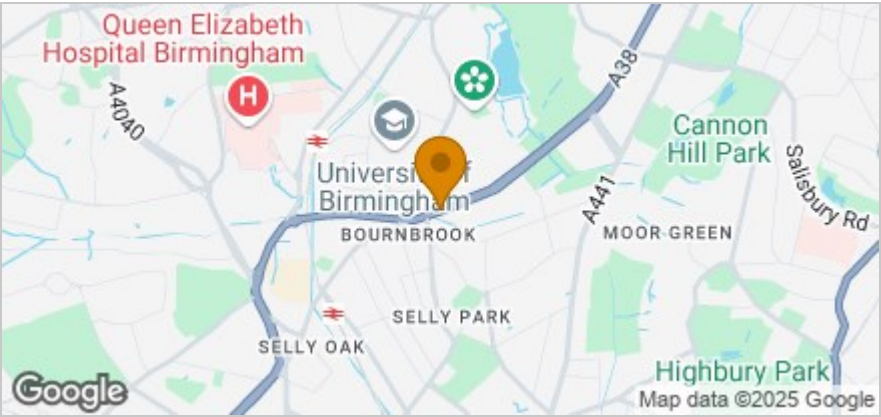 Queen Elizabeth
Hospital Birmingham
H
A4040
A38
Cannon
Hill Park
University of
Birmingham
Salisbury Rd
A441
BOURNBROOK
MOOR GREEN
SELLY PARK
SELLY OAK
Highbury Park
Google
Map data ©2025 Google